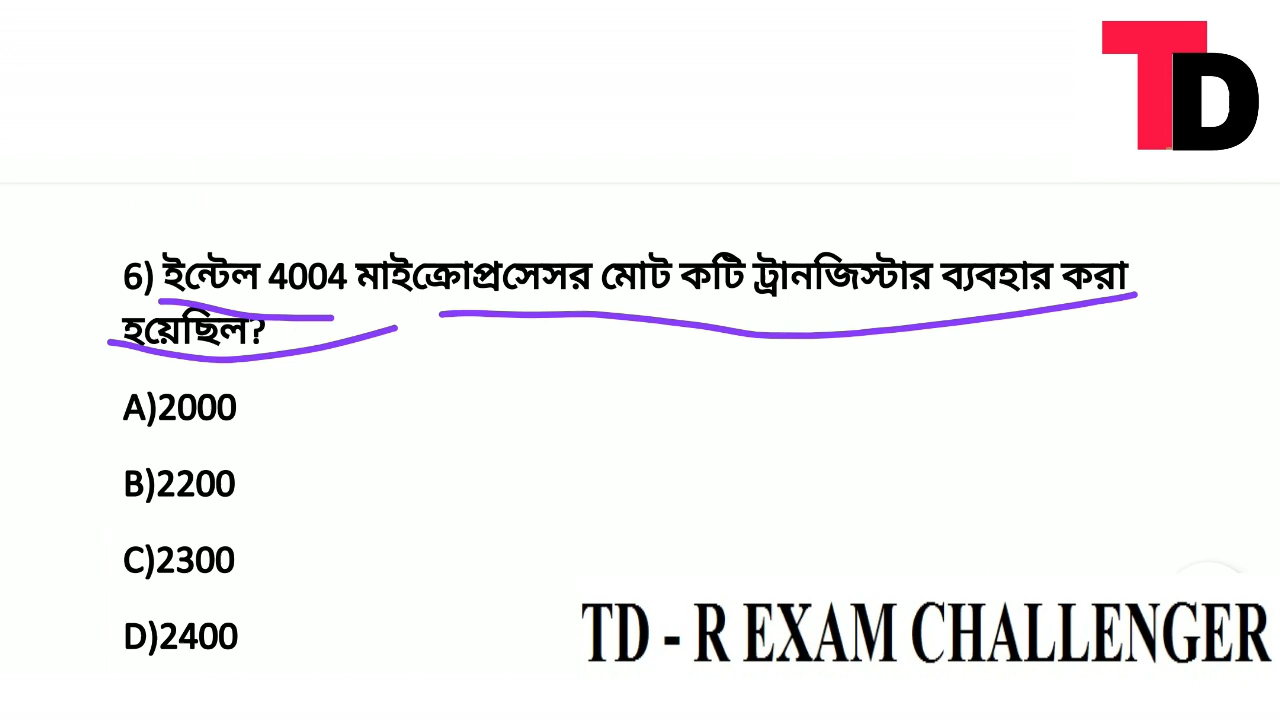 TD
6) ইন্টেল 4004 মাইক্রোপ্রসেসর মোট কটি ট্রানজিস্টার ব্যবহার করা
হয়েছিল?
A)2000
B)2200
C)2300
D)2400
TD - R EXAM CHALLENGER